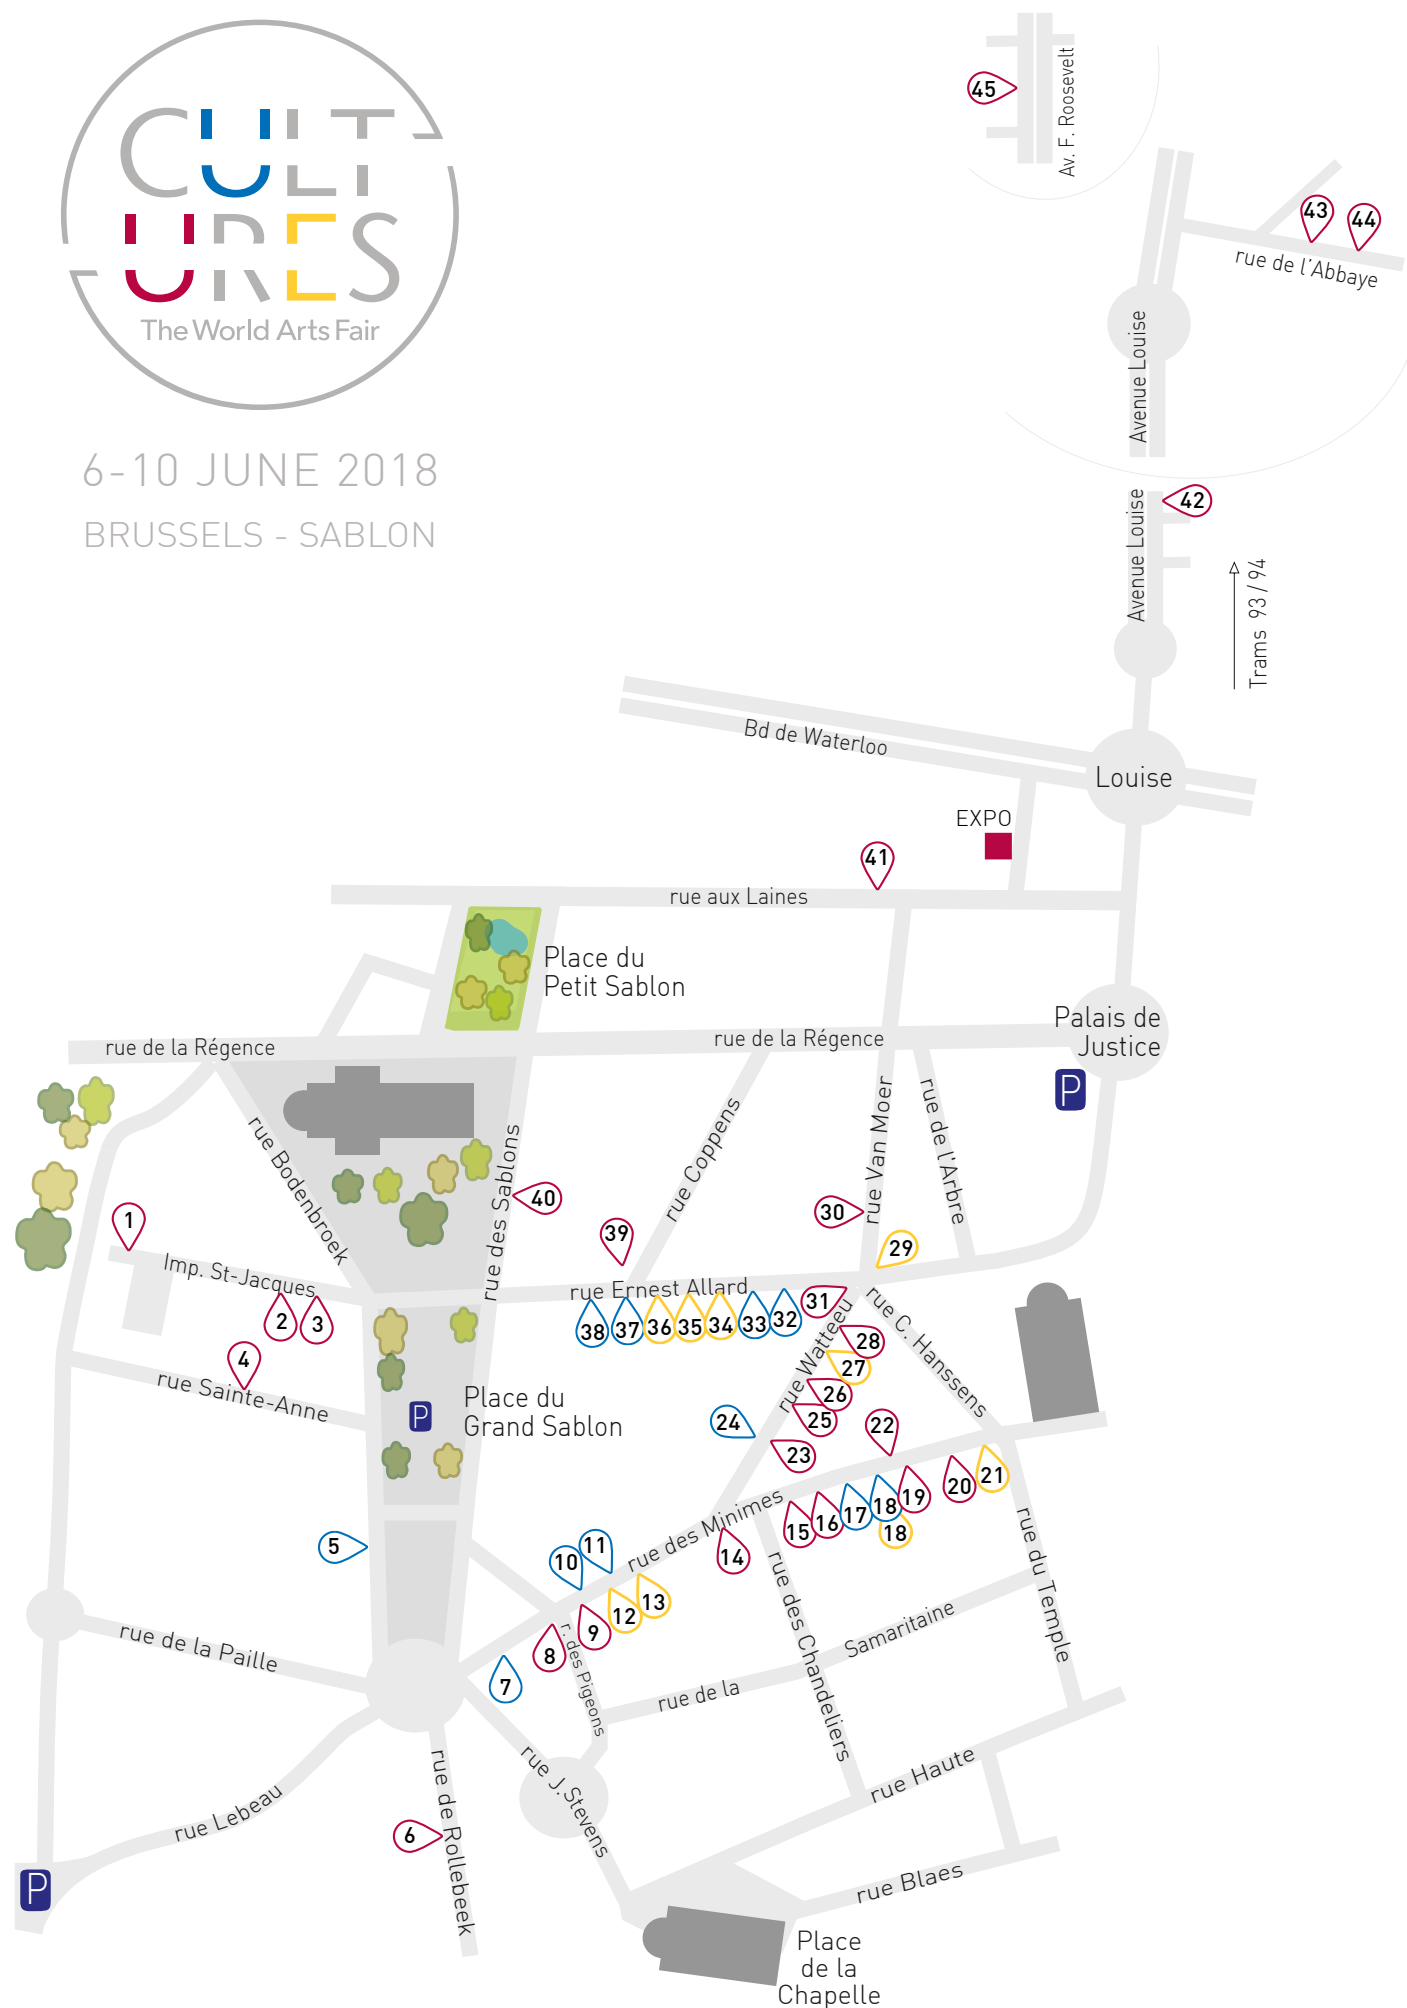 CULT
URES
The World Arts Fair
6-10 JUNE 2018
BRUSSELS - SABLON
45
Av. F. Roosevelt
43
44
rue de l'Abbaye
Avenue Louise
42
Avenue Louise
Trams 93 / 94
Bd de Waterloo
Louise
EXPO
41
rue aux Laines
Place du
Petit Sablon
Palais de
Justice
rue de la Régence
rue de la Régence
P
rue Bodenbroek
rue des Sablons
rue Coppens
rue Van Moer
rue de l'Arbre
40
30
1
39
29
Imp. St-Jacques
rue Ernest Allard
2
3
38
37
36
35
34
33
32
31
rue Watteeu
rue C. Hanssens
28
4
27
rue Sainte-Anne
26
Place du
Grand Sablon
P
25
24
22
23
21
20
19
18
17
16
15
18
rue des Minimes
14
5
11
10
13
12
9
8
7
r. des Pigeons
rue des Chandeliers
rue du Temple
rue de la Paille
rue de la
Samaritaine
rue J. Stevens
rue Haute
rue Lebeau
rue de Rollebeek
6
P
rue Blaes
Place
de la
Chapelle